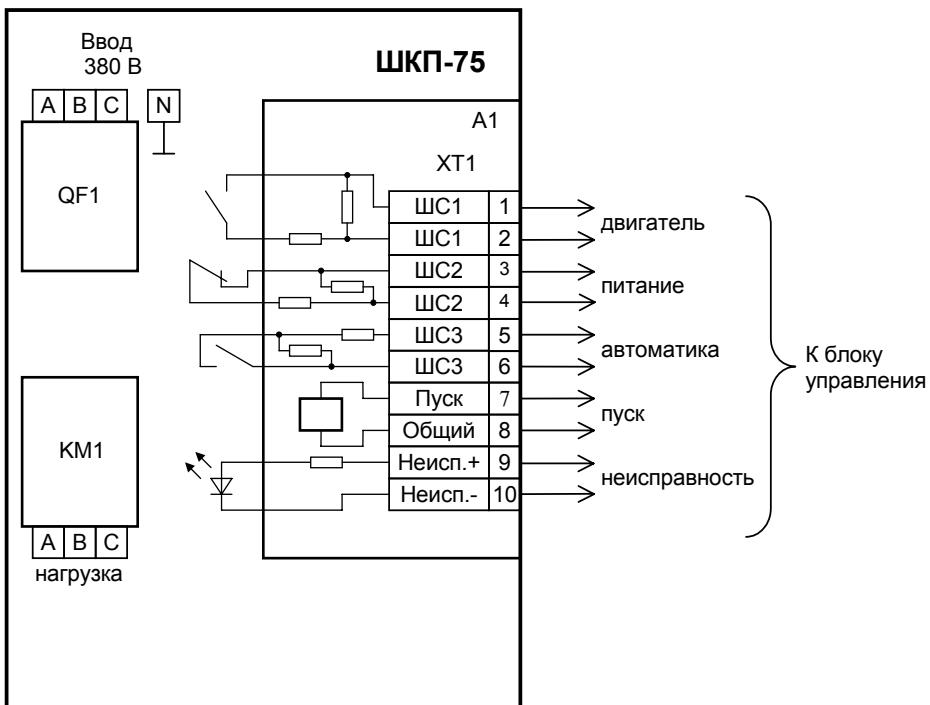 Ввод
380 В
ШКП-75
A B C N
QF1
A1
XT1
ШС1 1
двигатель
ШС1 2
ШС2 3
питание
ШС2 4
ШС3 5
автоматика
ШС3 6
Пуск 7
пуск
Общий 8
Неисп.+ 9
неисправность
Неисп.- 10
К блоку
управления
KM1
A B C
нагрузка